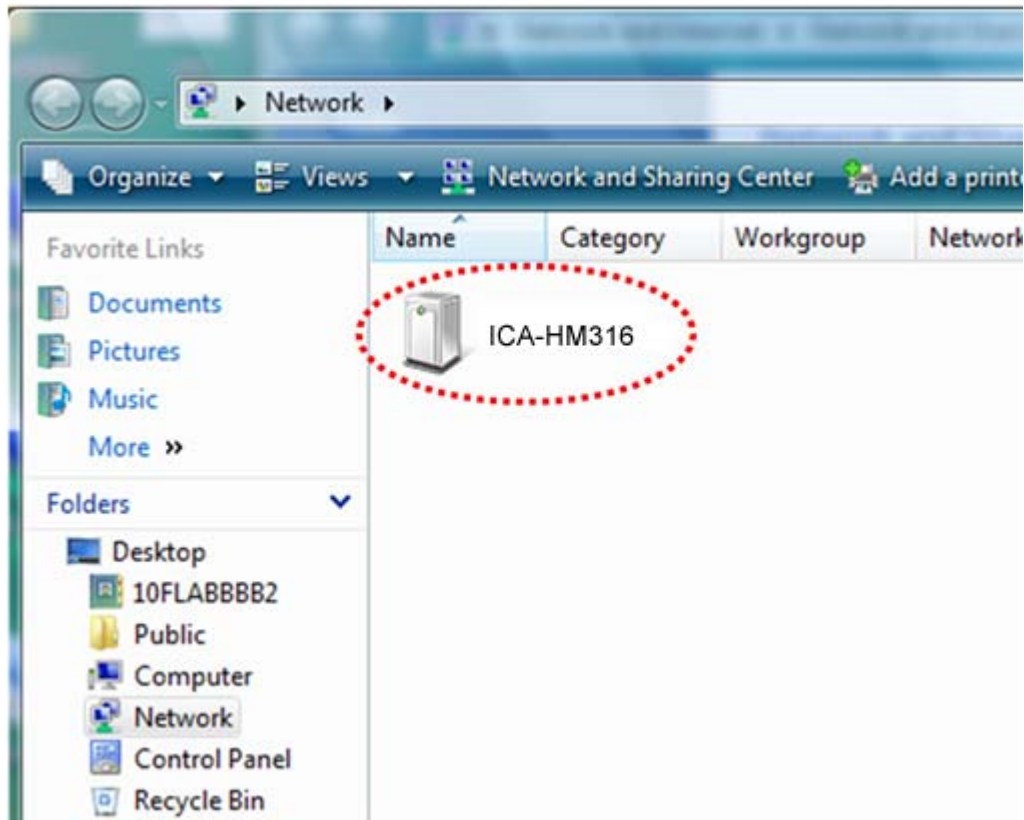 Network
Organize Views Network and Sharing Center Add a printe
Favorite Links
Documents
Pictures
Music
More »
Folders
Desktop
10FLABBBB2
Public
Computer
Network
Control Panel
Recycle Bin
Name Category Workgroup Network
ICA-HM316